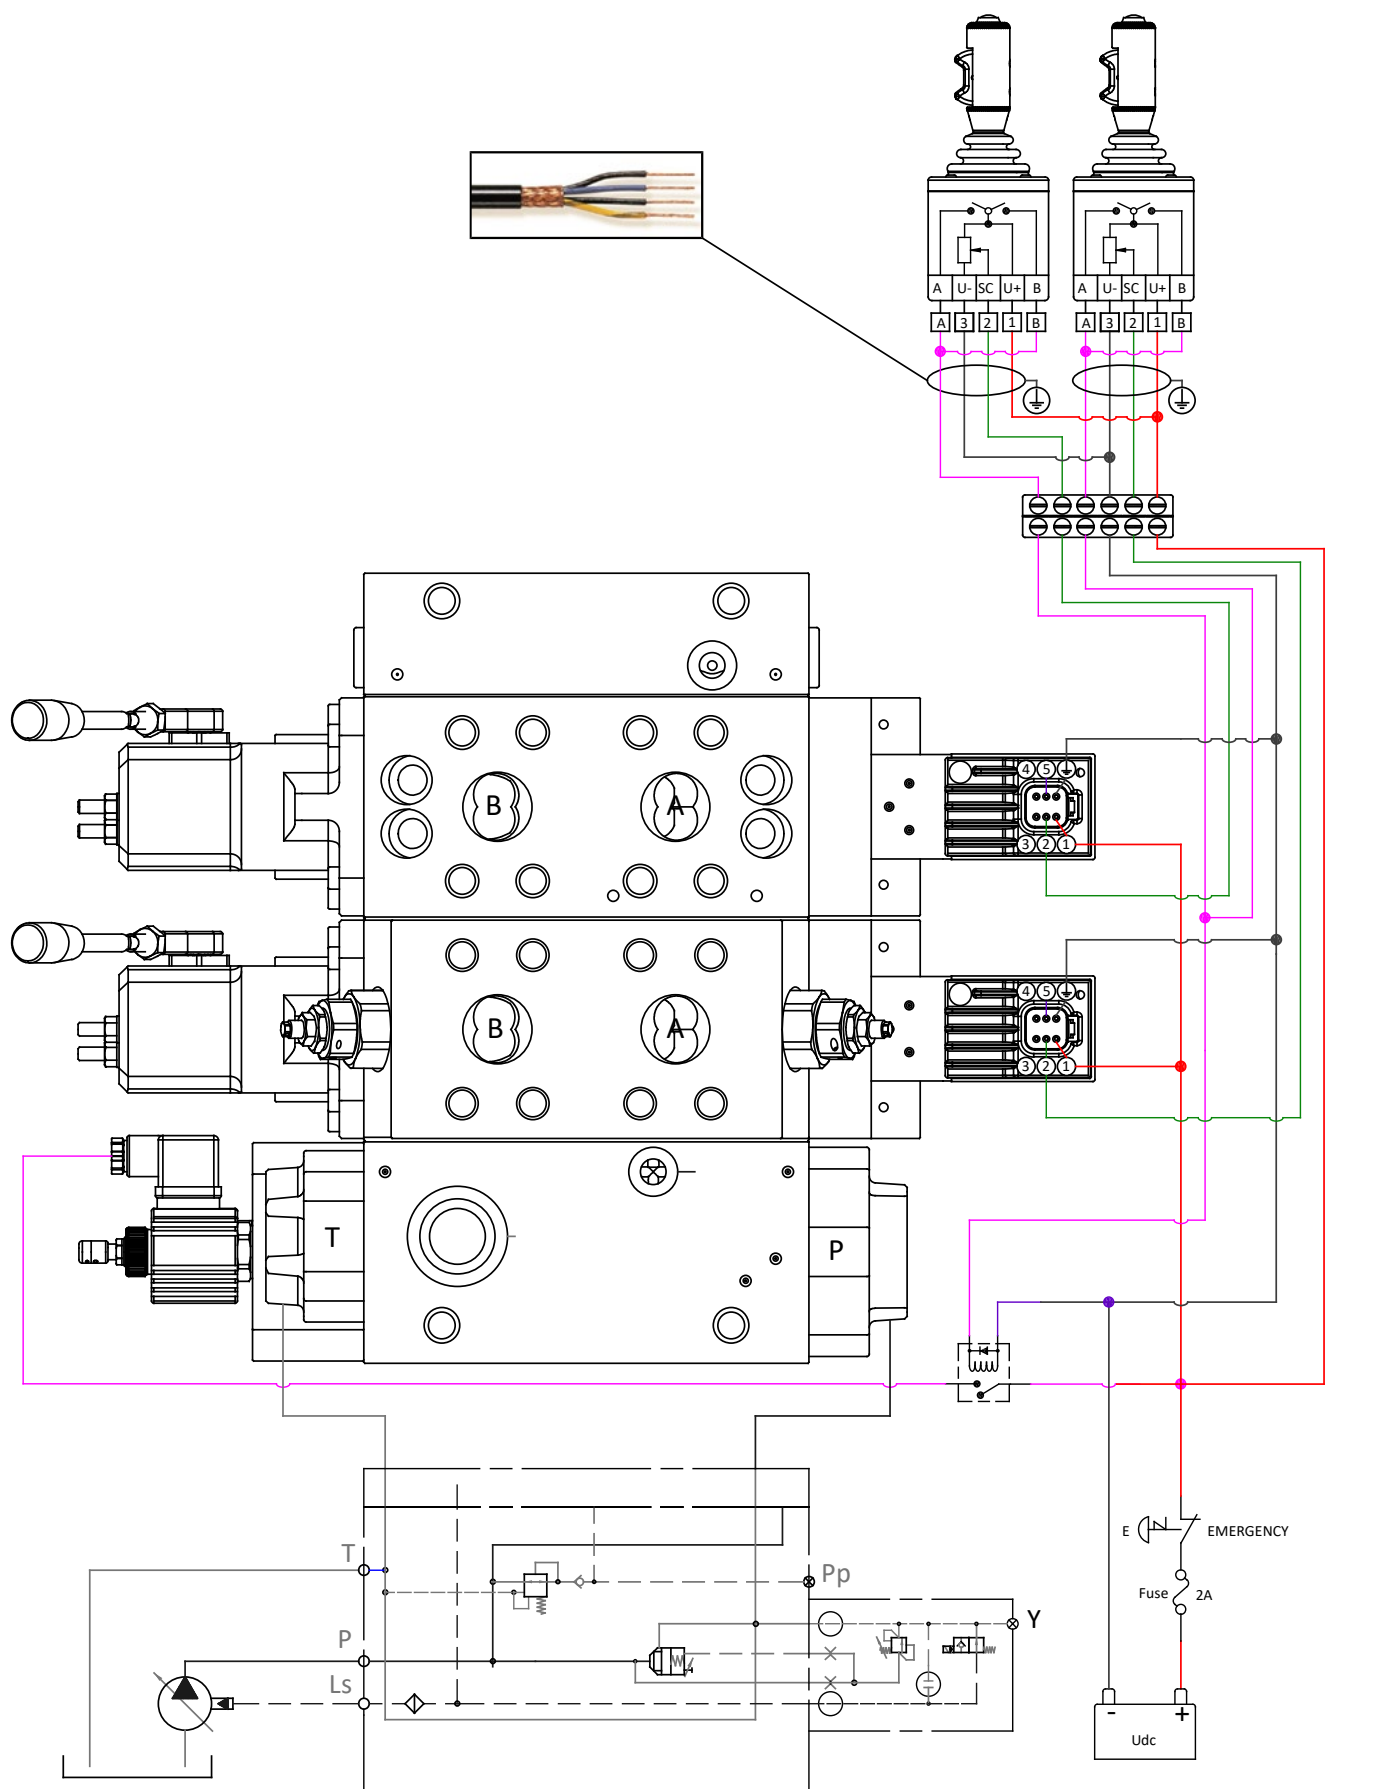 A U- SC U+ B
A U- SC U+ B
A 3 2 1 B
A 3 2 1 B
4 5
B A
3 2 1
4 5
B A
3 2 1
T
P
E EMERGENCY
T
Pp
Fuse 2A
Y
P
Ls
- +
Udc